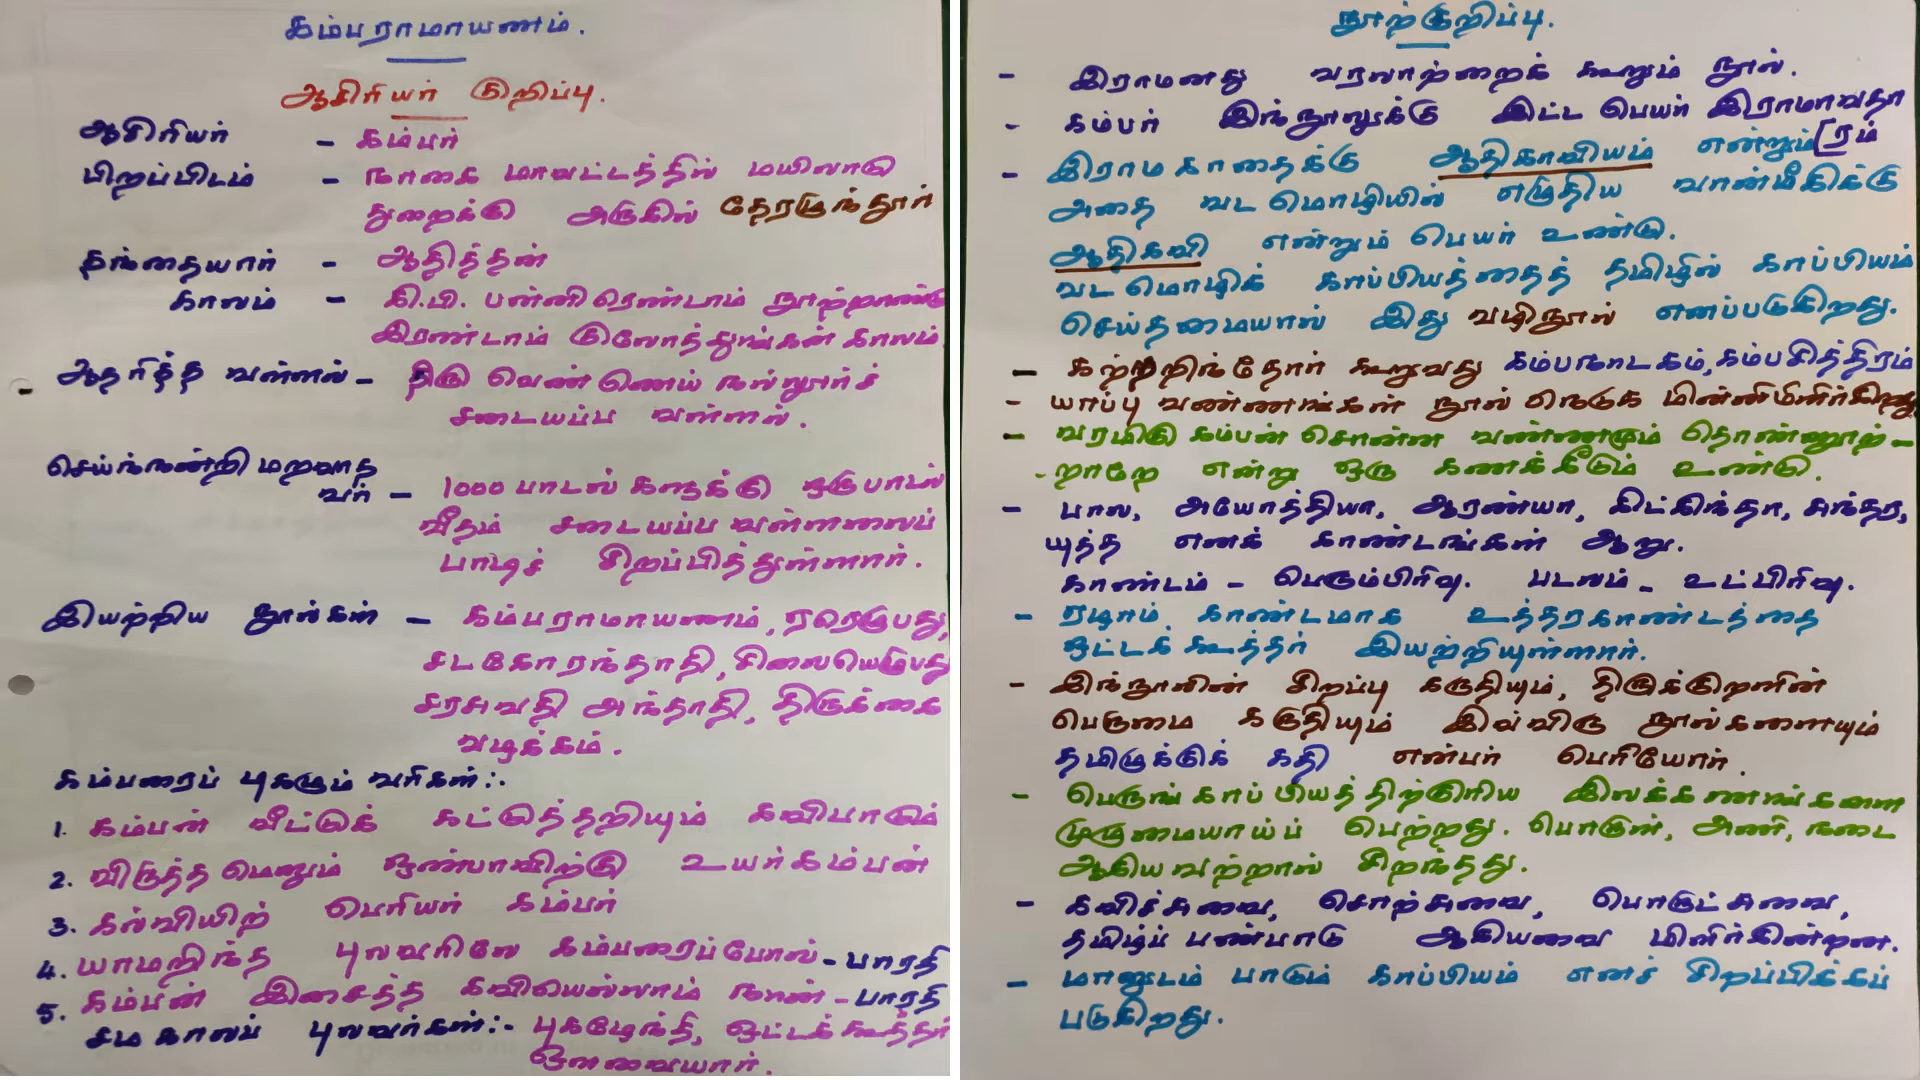 கம்பராமாயணம்.
ஆசிரியர் குறிப்பு.
ஆசிரியர் - கம்பர்
பிறப்பிடம் - நாகை மாவட்டத்தில் மயிலாடு
துறைக்கு அருகில் தேரழுந்தூர்
தந்தையார் - ஆதித்தன்
காலம் - கி.பி. பன்னிரெண்டாம் நூற்றாண்டு
இரண்டாம் குலோத்துங்கன் காலம்
ஆதரித்த வள்ளல் - திரு வெண்ணெய் நல்லூர்ச்
சடையப்ப வள்ளல்.
செய்ந்நன்றி மறவாத
வர் - 1000 பாடல் களுக்கு ஒருபாடல்
வீதம் சடையப்ப வள்ளலைப்
பாடிச் சிறப்பித்துள்ளார்.
இயற்றிய நூல்கள் - கம்பராமாயணம், ஏரெழுபது,
சடகோரந்தாதி, சிலையெழுபது
சரசுவதி அந்தாதி, திருக்கை
வழக்கம்.
கம்பரைப் புகழும் வரிகள்:-
1. கம்பன் வீட்டுக் கட்டுத்தறியும் கவிபாடும்
2. விருத்தமெனும் ஒண்பாவிற்கு உயர்கம்பன்
3. கல்வியிற் பெரியர் கம்பர்
4. யாமறிந்த புலவரிலே கம்பரைப்போல் - பாரதி
5. கம்பன் இசைத்த கவியெல்லாம் நான் - பாரதி
சம காலப் புலவர்கள்:- புகழேந்தி, ஒட்டக்கூத்தர்
ஔவையார்.
நூற்குறிப்பு.
- இராமனது வரலாற்றைக் கூறும் நூல்.
- கம்பர் இந்நூலுக்கு இட்ட பெயர் இராமாவதா
[ரம்
- இராம காதைக்கு ஆதிகாவியம் என்றும்
அதை வட மொழியில் எழுதிய வான்மீகிக்கு
ஆதிகவி என்றும் பெயர் உண்டு.
வட மொழிக் காப்பியத்தைத் தமிழில் காப்பியம்
செய்தமையால் இது வழிநூல் எனப்படுகிறது.
- கற்றறிந்தோர் கூறுவது கம்பநாடகம், கம்பசித்திரம்
- யாப்பு வண்ணங்கள் நூல் நெடுக மின்னிமிளிர்கிறது
- வரமிகு கம்பன் சொன்ன வண்ணமும் தொண்ணூற் -
- றாறே என்று ஒரு கணக்கீடும் உண்டு.
- பால, அயோத்தியா, ஆரண்யா, கிட்கிந்தா, சுந்தர,
யுத்த எனக் காண்டங்கள் ஆறு.
காண்டம் - பெரும்பிரிவு. படலம் - உட்பிரிவு.
- ஏழாம் காண்டமாக உத்தரகாண்டத்தை
ஒட்டக் கூத்தர் இயற்றியுள்ளார்.
- இந்நூலின் சிறப்பு கருதியும், திருக்குறளின்
பெருமை கருதியும் இவ்விரு நூல்களையும்
தமிழுக்குக் கதி என்பர் பெரியோர்.
- பெருங் காப்பியத்திற்குரிய இலக்கணங்களை
முழுமையாய்ப் பெற்றது. பொருள், அணி, நடை
ஆகியவற்றால் சிறந்தது.
- கவிச்சுவை, சொற்சுவை, பொருட்சுவை,
தமிழ்ப் பண்பாடு ஆகியவை மிளிர்கின்றன.
- மானுடம் பாடும் காப்பியம் எனச் சிறப்பிக்கப்
படுகிறது.